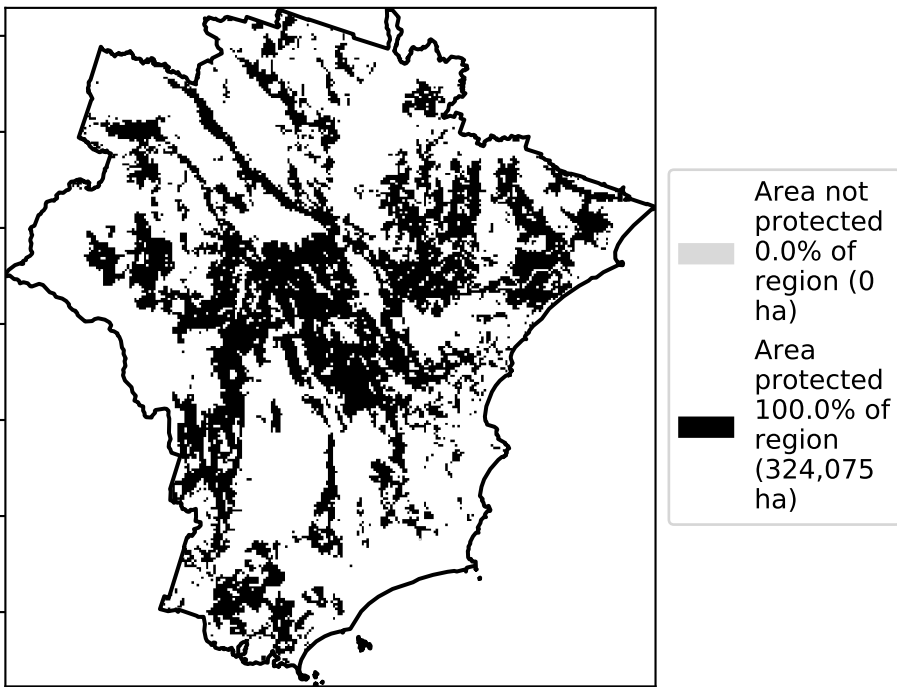 Area not
protected
0.0% of
region (0
ha)
Area
protected
100.0% of
region
(324,075
ha)